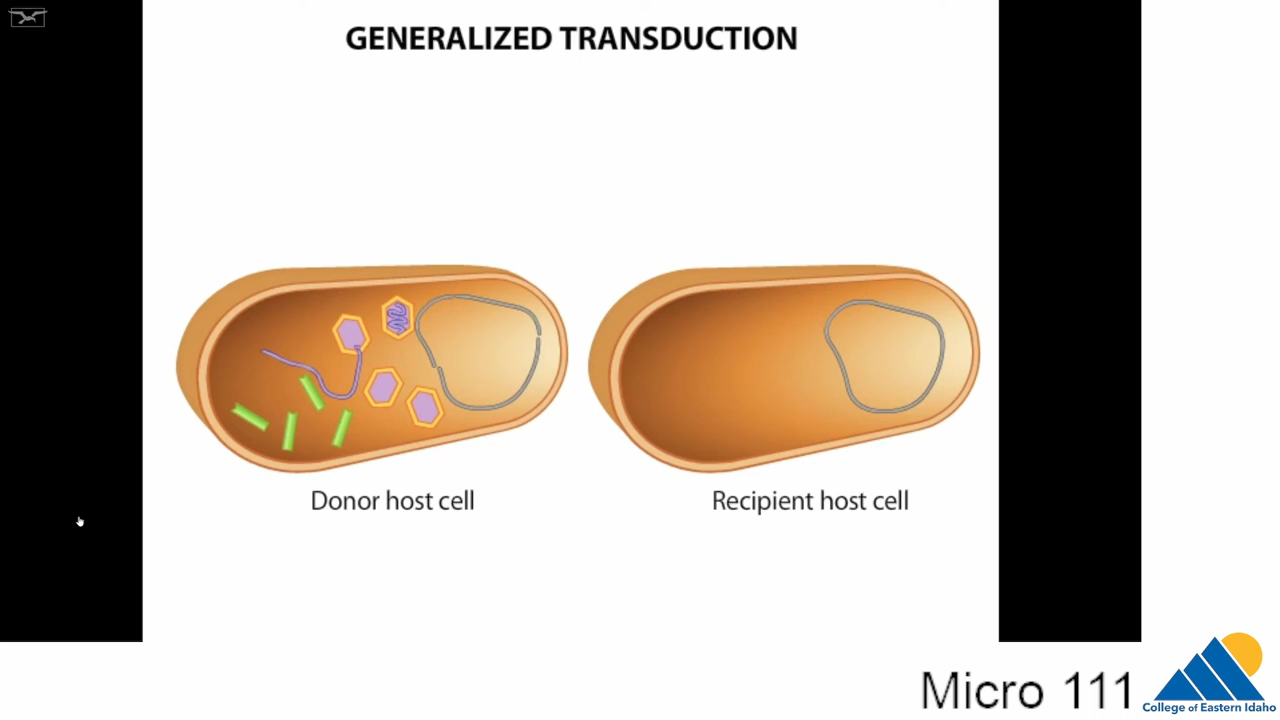 GENERALIZED TRANSDUCTION
Donor host cell
Recipient host cell
Micro 111
College of Eastern Idaho